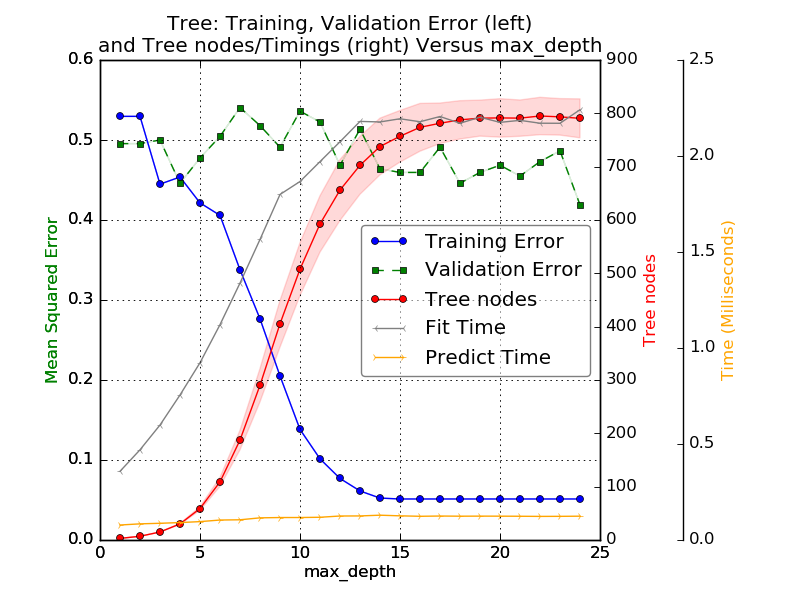 Tree: Training, Validation Error (left)
and Tree nodes/Timings (right) Versus max_depth
Mean Squared Error
0.6
0.5
0.4
0.3
0.2
0.1
0.0
0
5
10
15
20
25
max_depth
Training Error
Validation Error
Tree nodes
Fit Time
Predict Time
900
800
700
600
500
400
300
200
100
0
Tree nodes
2.5
2.0
1.5
1.0
0.5
0.0
Time (Milliseconds)